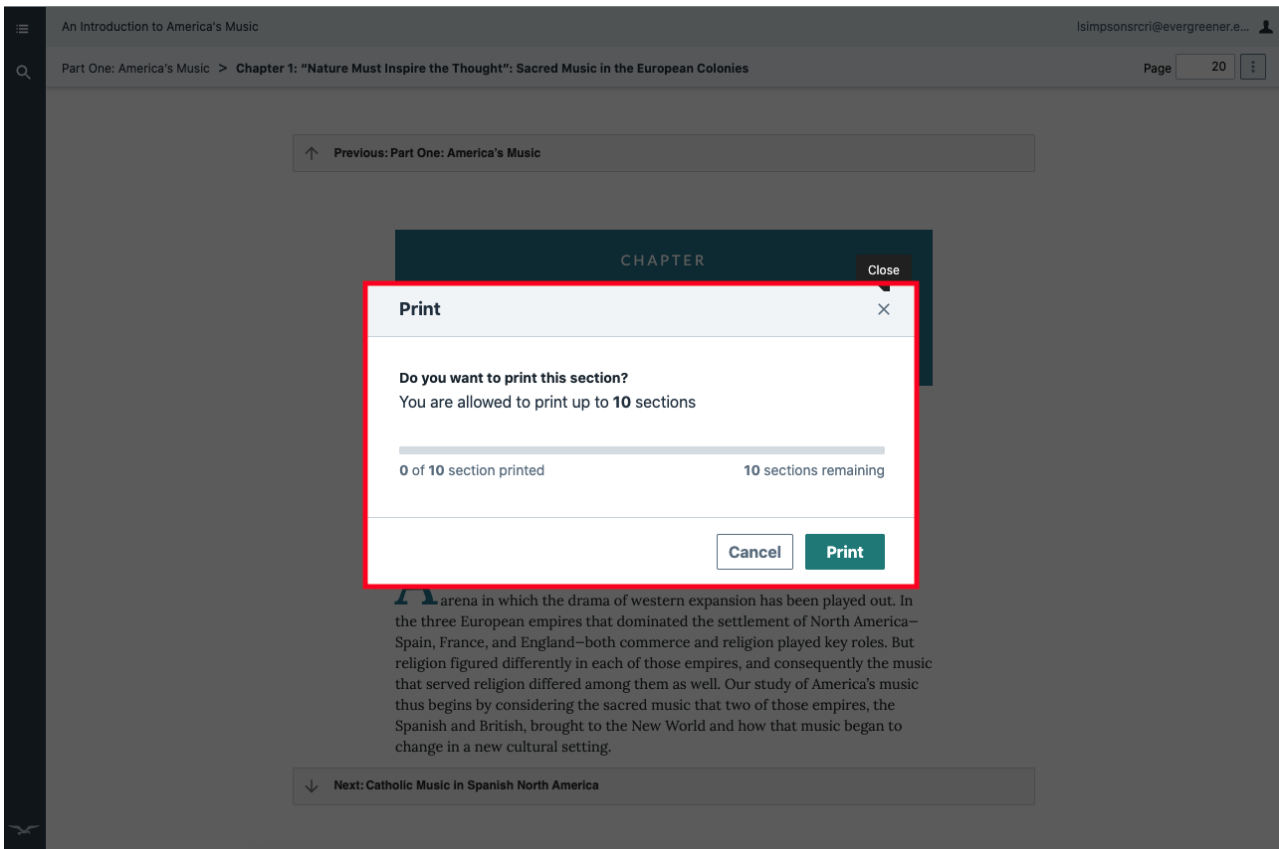 An Introduction to America's Music
lsimpsonsrcri@evergreener.e...
Part One: America's Music > Chapter 1: “Nature Must Inspire the Thought”: Sacred Music in the European Colonies
Page 20
Previous: Part One: America's Music
CHAPTER
Close
Print
Do you want to print this section?
You are allowed to print up to 10 sections
0 of 10 section printed
10 sections remaining
Cancel
Print
A arena in which the drama of western expansion has been played out. In
the three European empires that dominated the settlement of North America—
Spain, France, and England—both commerce and religion played key roles. But
religion figured differently in each of those empires, and consequently the music
that served religion differed among them as well. Our study of America’s music
thus begins by considering the sacred music that two of those empires, the
Spanish and British, brought to the New World and how that music began to
change in a new cultural setting.
Next: Catholic Music in Spanish North America